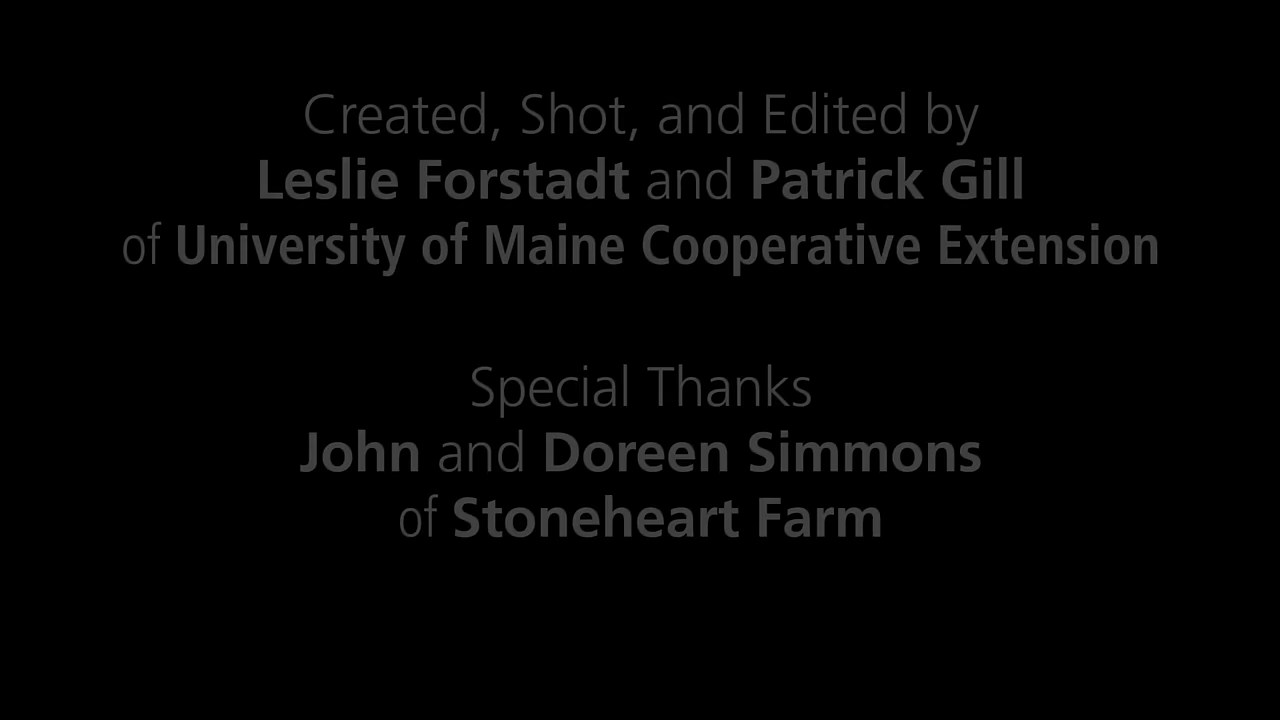 Created, Shot, and Edited by
Leslie Forstadt and Patrick Gill
of University of Maine Cooperative Extension
Special Thanks
John and Doreen Simmons
of Stoneheart Farm